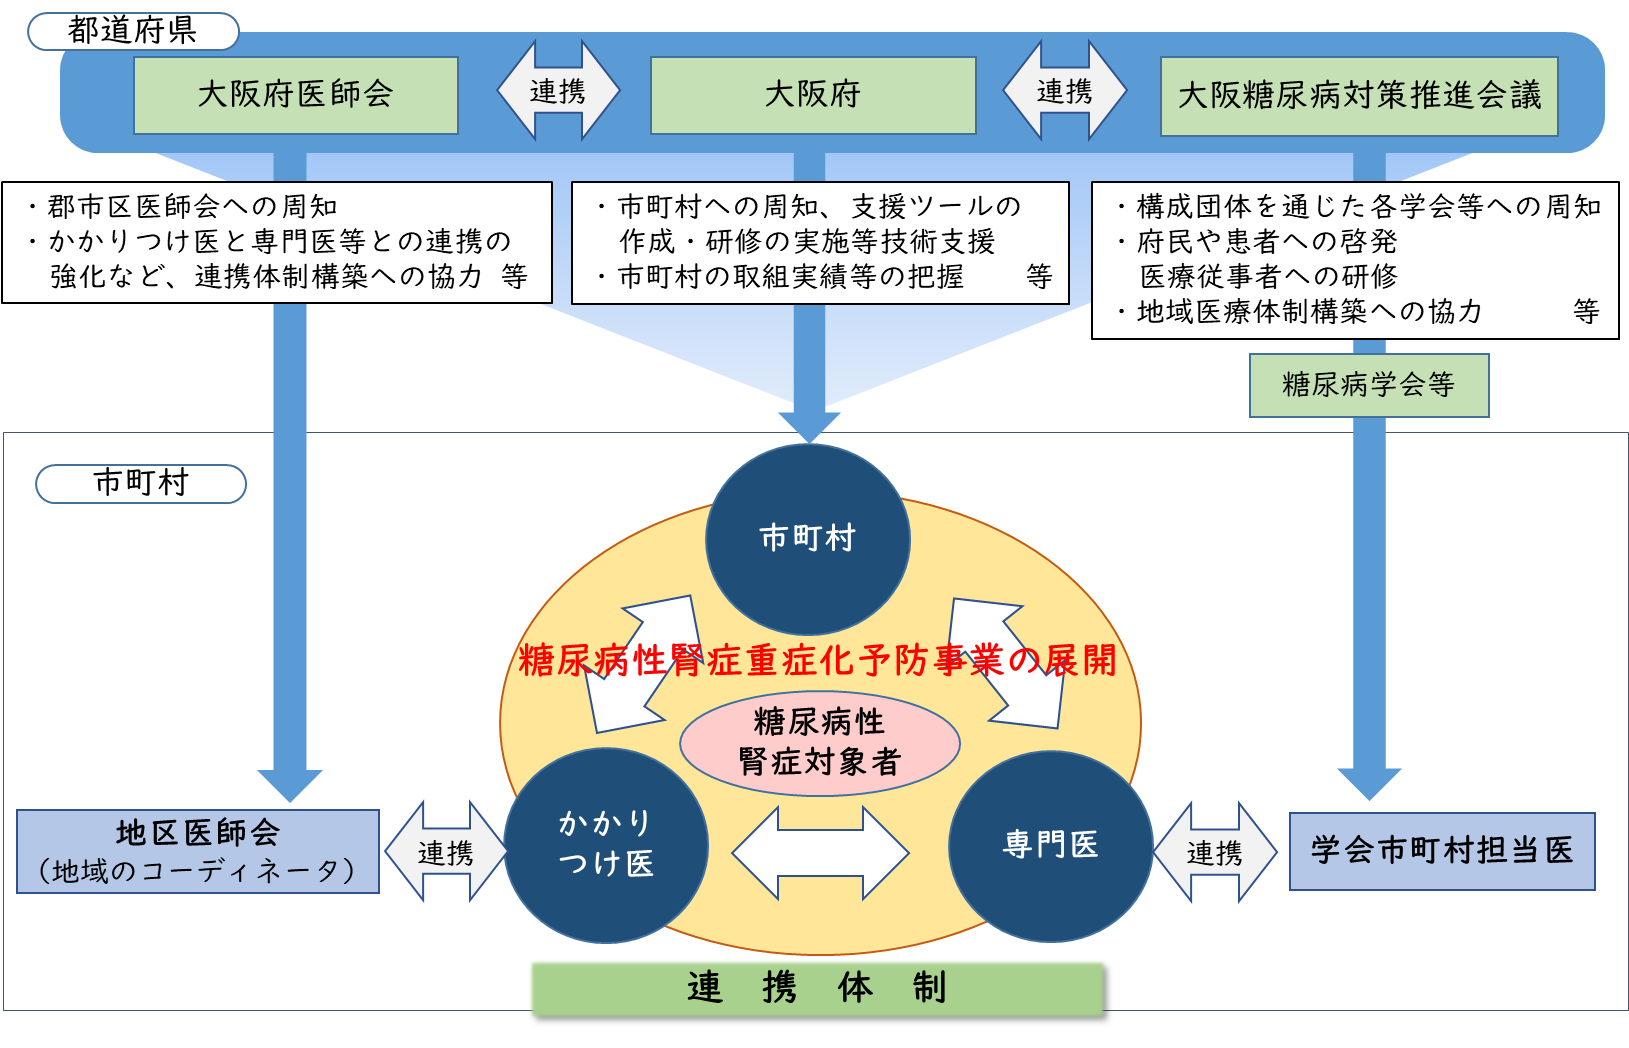 都道府県
大阪府医師会
連携
大阪府
連携
大阪糖尿病対策推進会議
・郡市区医師会への周知
・かかりつけ医と専門医等との連携の
強化など、連携体制構築への協力 等
・市町村への周知、支援ツールの
作成・研修の実施等技術支援
・市町村の取組実績等の把握 等
・構成団体を通じた各学会等への周知
・府民や患者への啓発
医療従事者への研修
・地域医療体制構築への協力 等
糖尿病学会等
市町村
市町村
糖尿病性腎症重症化予防事業の展開
糖尿病性
腎症対象者
かかり
つけ医
専門医
地区医師会
（地域のコーディネータ）
連携
連携
学会市町村担当医
連 携 体 制